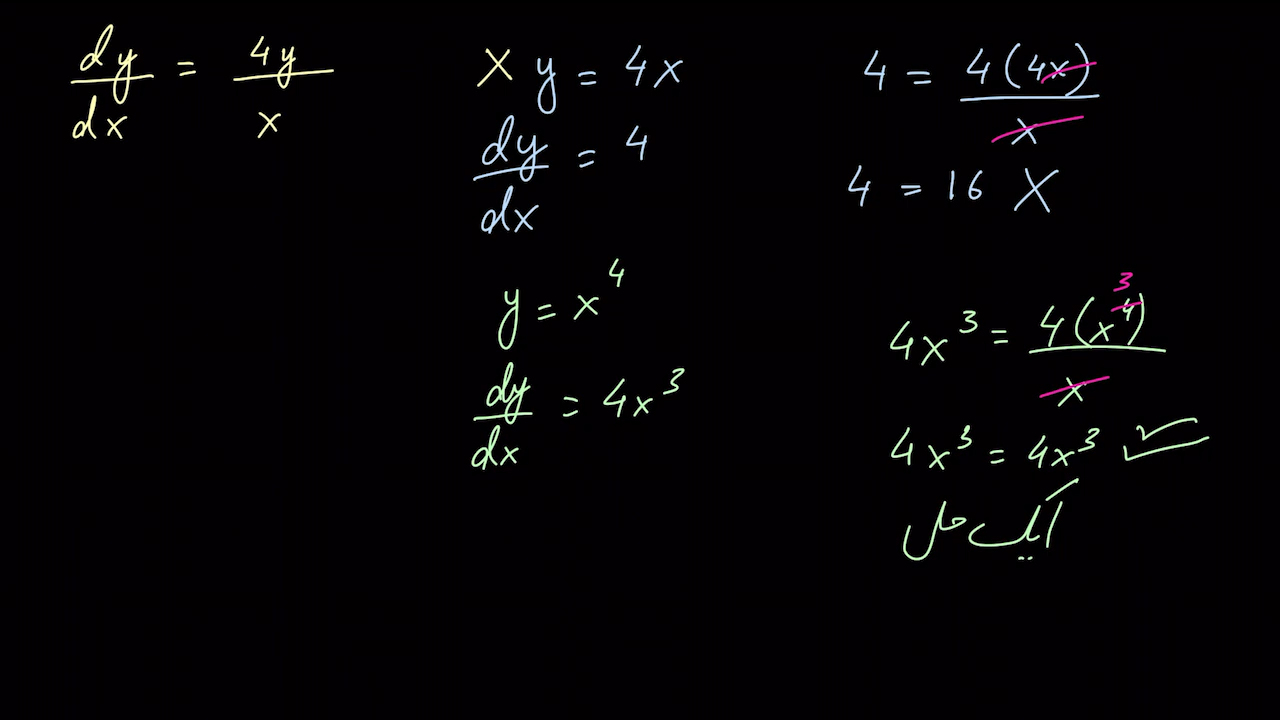 dy/dx = 4y/x
X y = 4x
dy/dx = 4
y = x^4
dy/dx = 4x^3
4 = 4(4x)/x
4 = 16 X
3
4x^3 = 4(x^4)/x
4x^3 = 4x^3 ✓
ایک حل